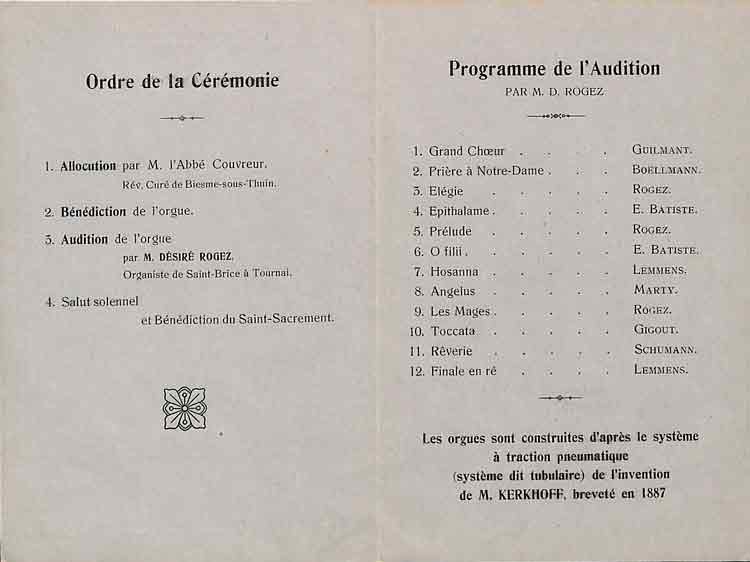 Ordre de la Cérémonie
1. Allocution par M. l'Abbé Couvreur.
Rév. Curé de Biesme-sous-Thuin.
2. Bénédiction de l'orgue.
3. Audition de l'orgue
par M. DÉSIRÉ ROGEZ,
Organiste de Saint-Brice à Tournai.
4. Salut solennel
et Bénédiction du Saint-Sacrement.
Programme de l'Audition
PAR M. D. ROGEZ
1. Grand Chœur . . . . GUILMANT.
2. Prière à Notre-Dame . . . . BOELLMANN.
3. Elégie . . . . . ROGEZ.
4. Epithalame . . . . . E. BATISTE.
5. Prélude . . . . . ROGEZ.
6. O filii . . . . . E. BATISTE.
7. Hosanna . . . . . LEMMENS.
8. Angelus . . . . . MARTY.
9. Les Mages . . . . . ROGEZ.
10. Toccata . . . . . GIGOUT.
11. Rêverie . . . . . SCHUMANN.
12. Finale en ré . . . . LEMMENS.
Les orgues sont construites d'après le système
à traction pneumatique
(système dit tubulaire) de l'invention
de M. KERKHOFF, breveté en 1887